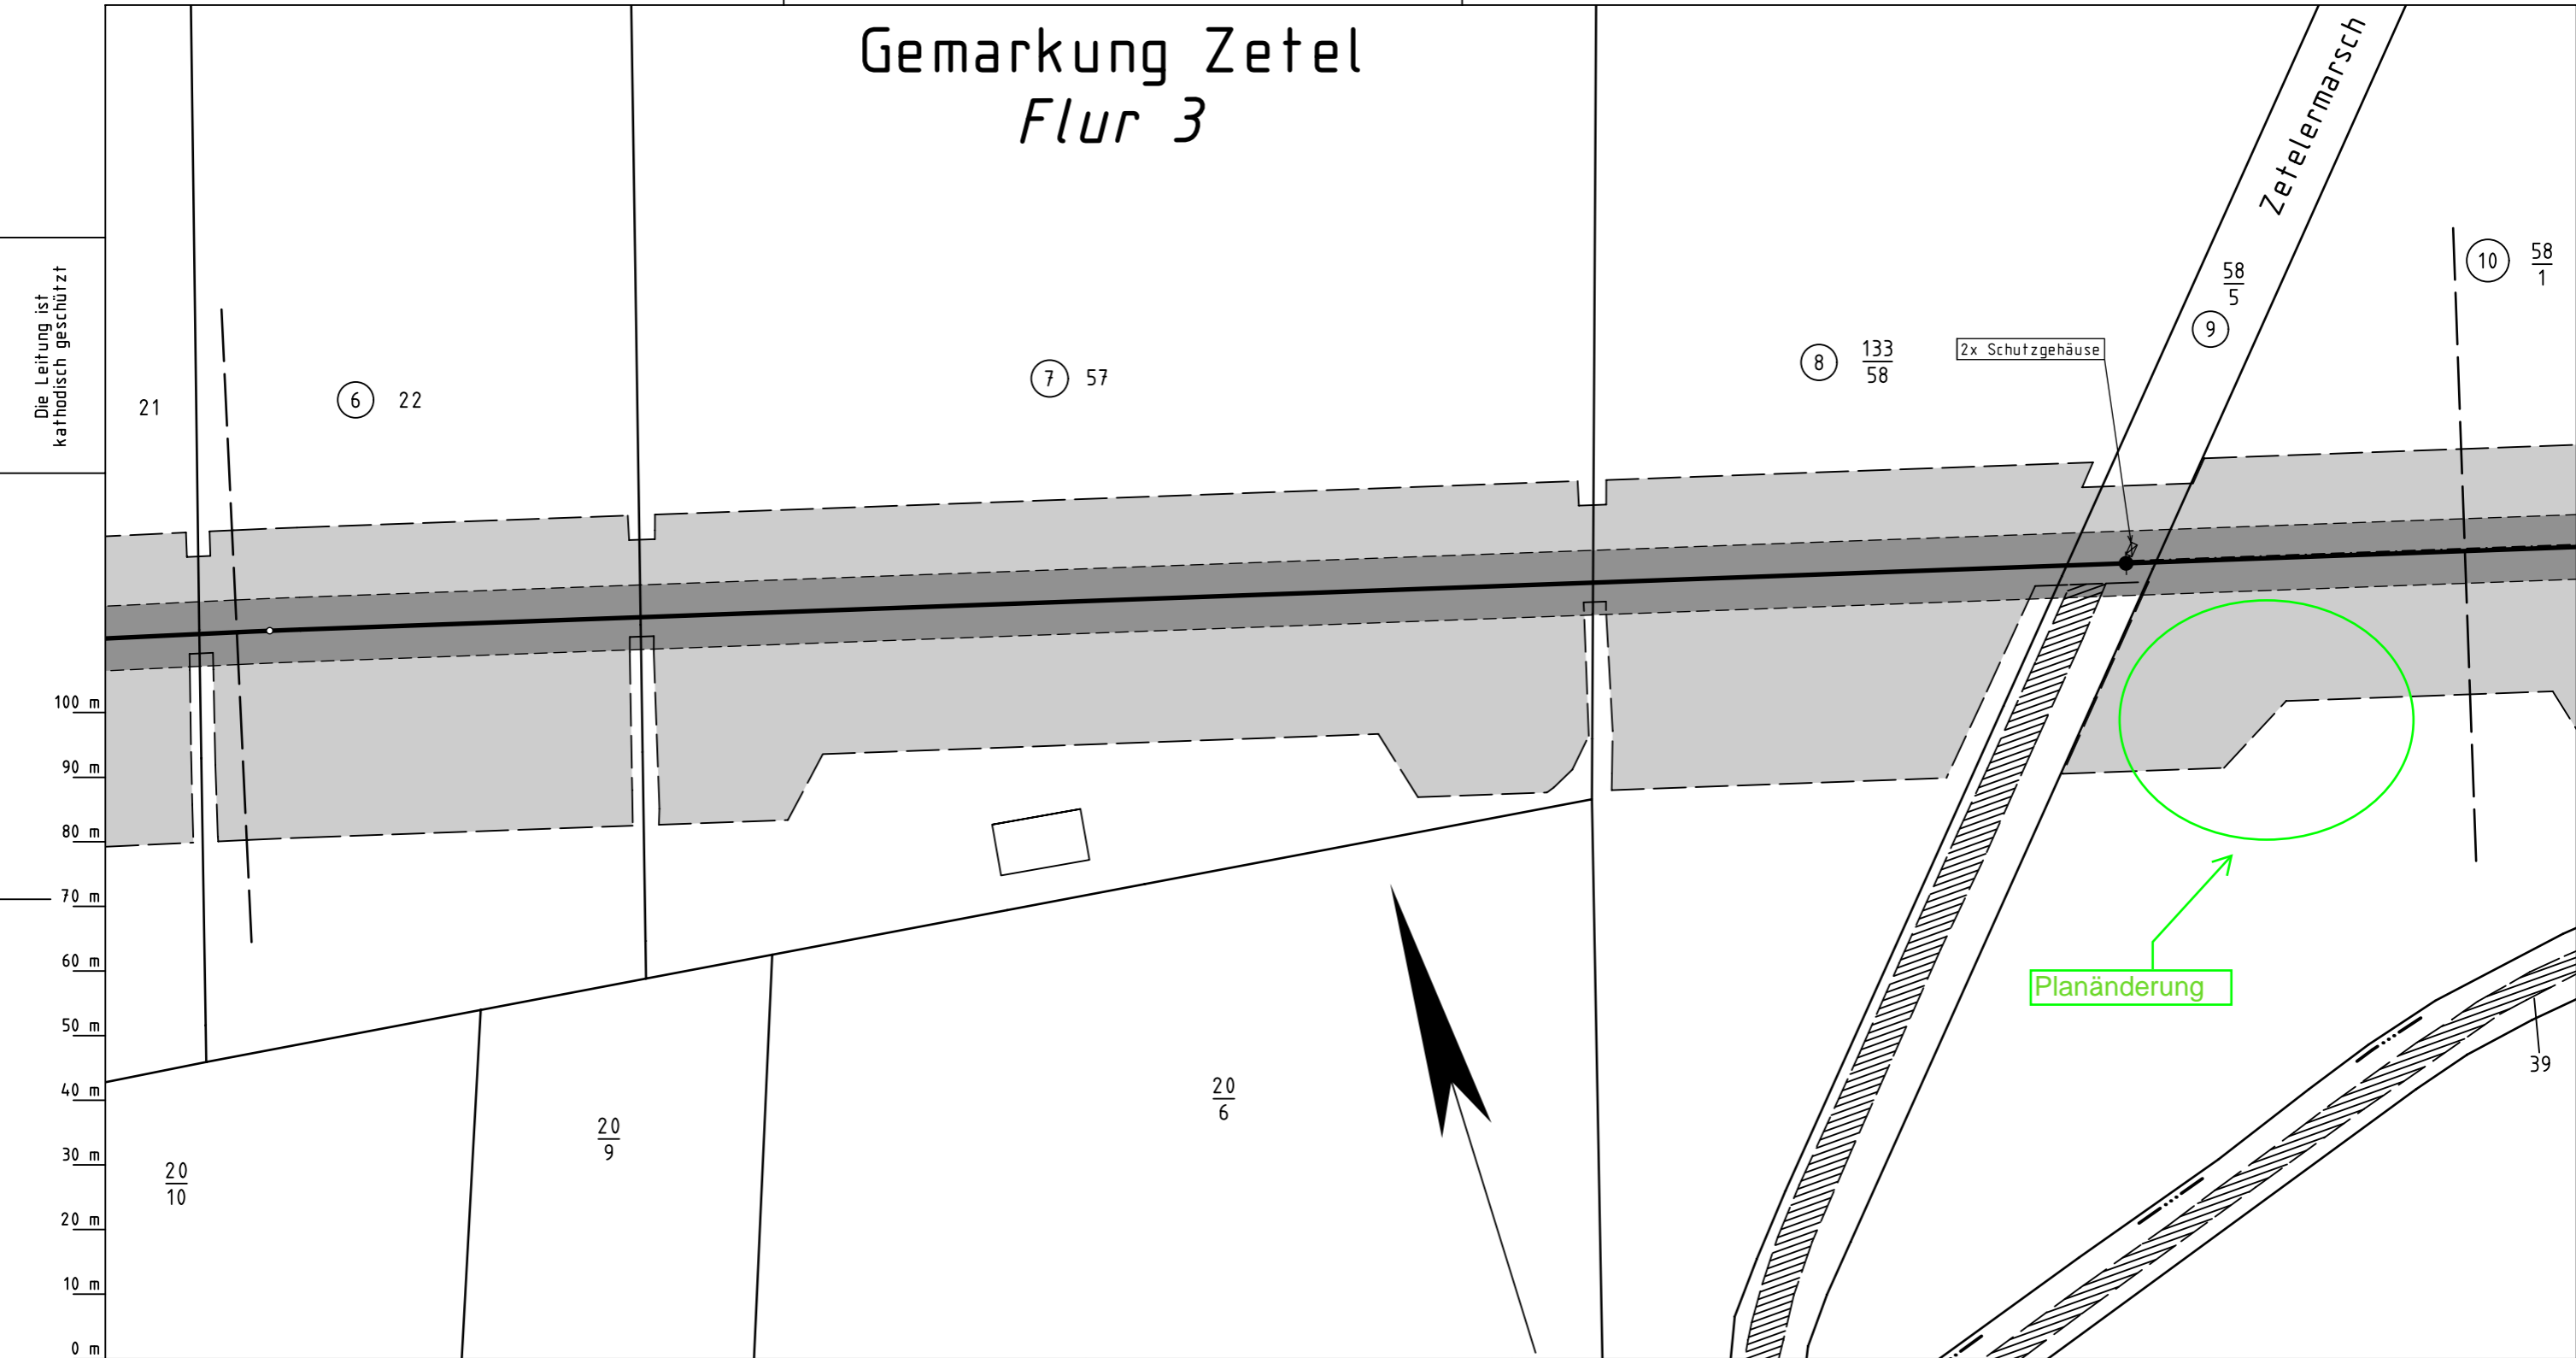 Gemarkung Zetel
Flur 3
Zetelermarsch
Die Leitung ist
kathodisch geschützt
21
6 22
7 57
8 133
58
2x Schutzgehäuse
58
5
9
10 58
1
100 m
90 m
80 m
70 m
60 m
50 m
40 m
30 m
20 m
10 m
0 m
Planänderung
39
20
10
20
9
20
6